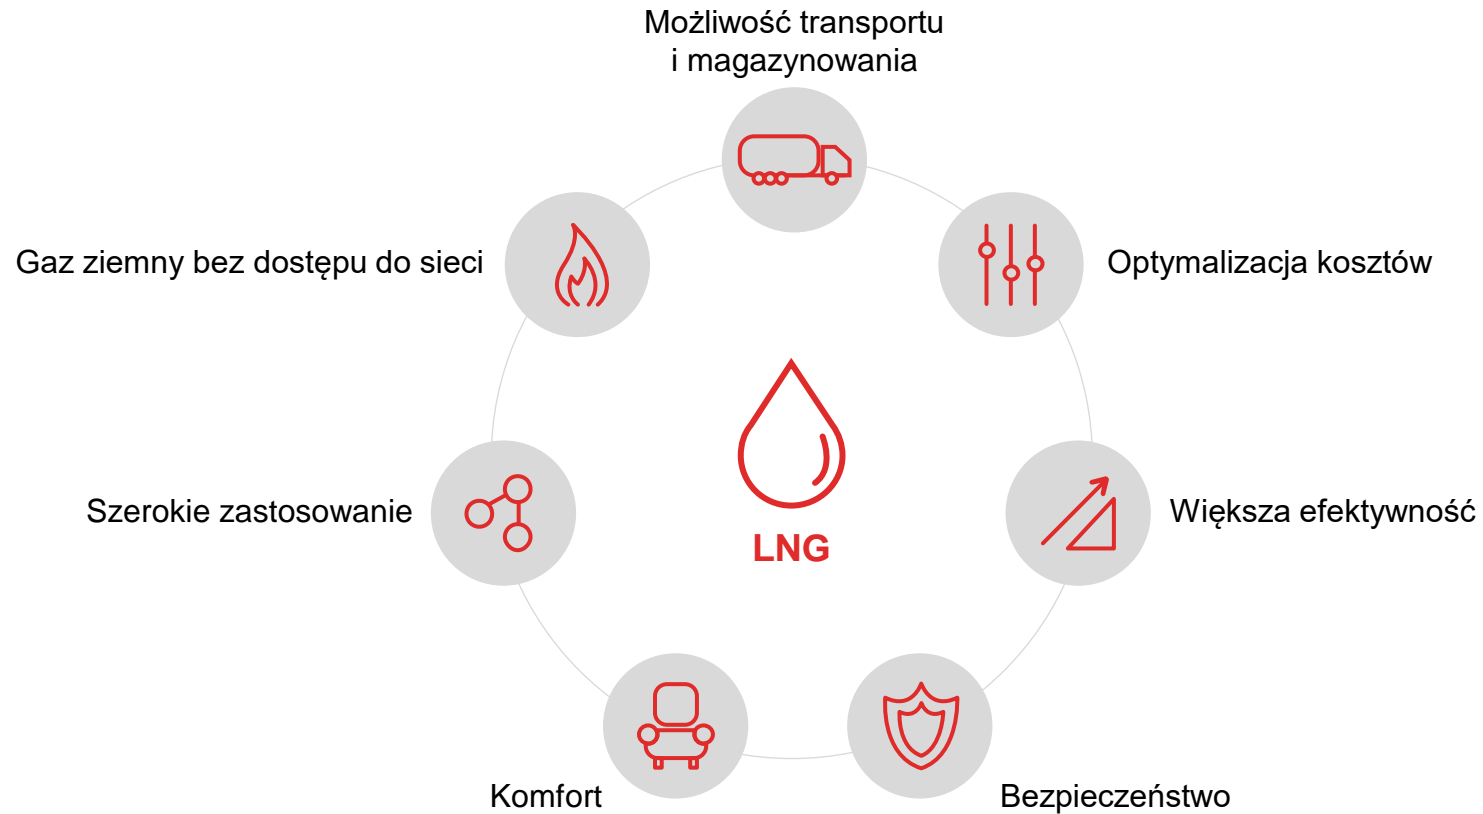 Możliwość transportu
i magazynowania
Gaz ziemny bez dostępu do sieci
Optymalizacja kosztów
Szerokie zastosowanie
Większa efektywność
LNG
Komfort
Bezpieczeństwo